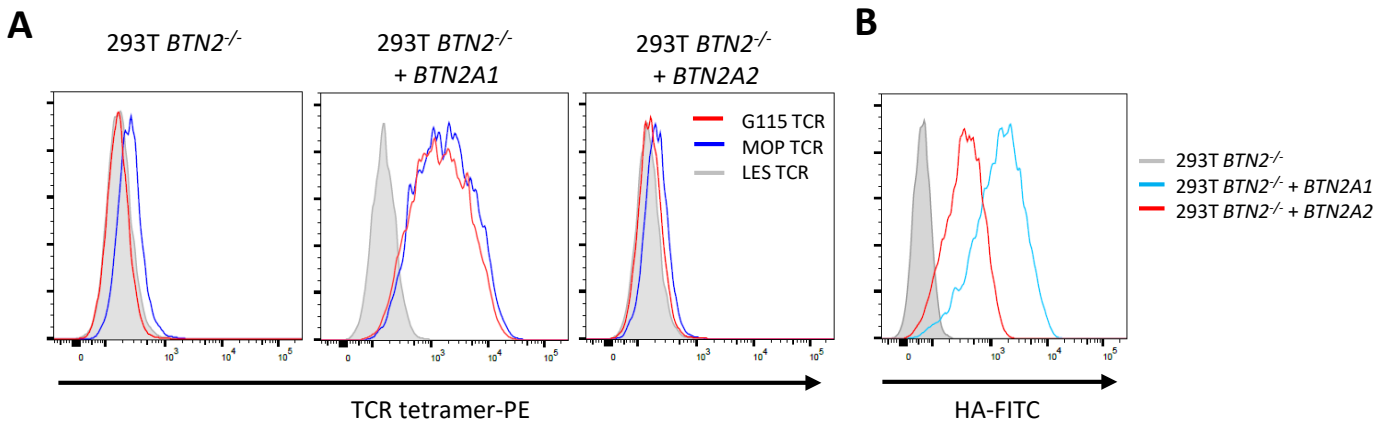 A
293T BTN2-/-
293T BTN2-/-
+ BTN2A1
293T BTN2-/-
+ BTN2A2
G115 TCR
MOP TCR
LES TCR
0 10³ 10⁴ 10⁵
0 10³ 10⁴ 10⁵
0 10³ 10⁴ 10⁵
TCR tetramer-PE
B
0 10³ 10⁴ 10⁵
HA-FITC
293T BTN2-/-
293T BTN2-/- + BTN2A1
293T BTN2-/- + BTN2A2